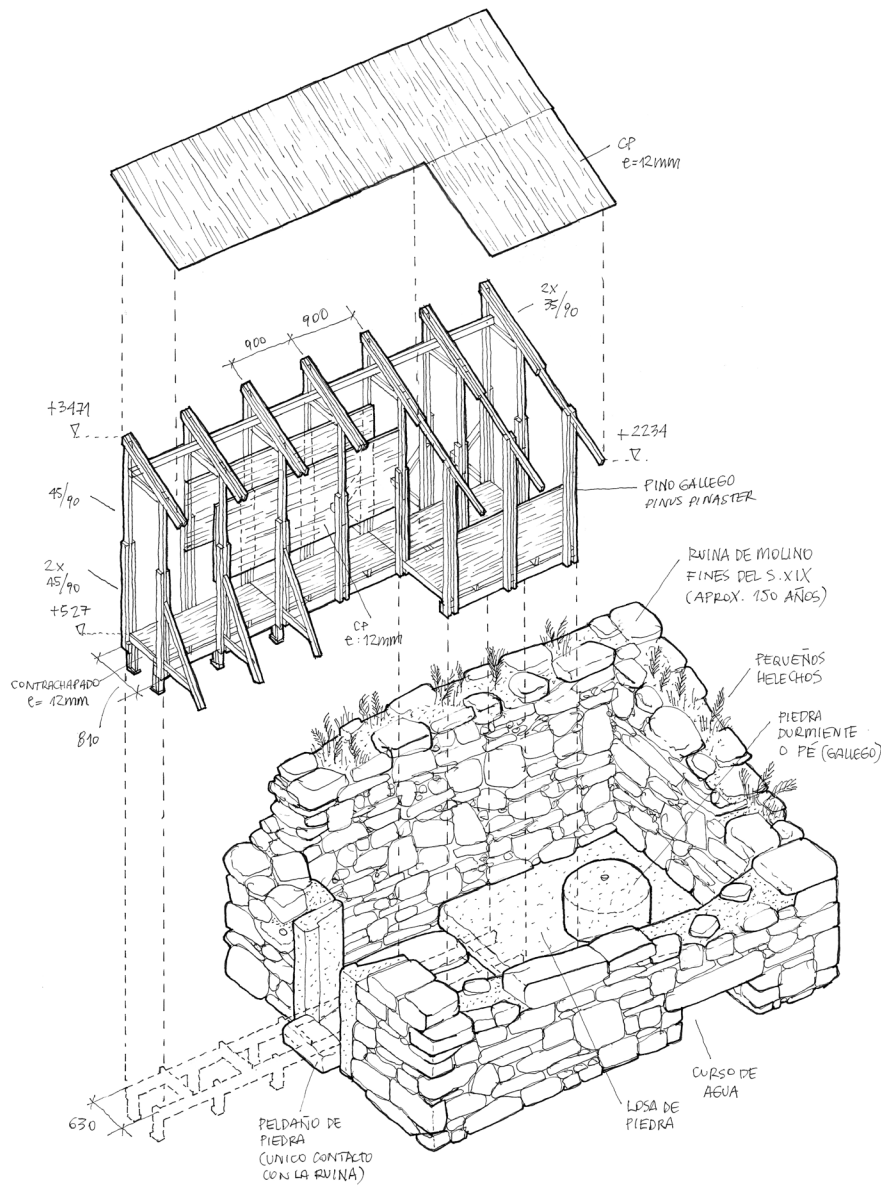 CP
e=12mm
2x
35/90
900
900
+3471
+2234
45/90
PINO GALLEGO
PINUS PINASTER
2x
45/90
+527
RUINA DE MOLINO
FINES DEL S.XIX
(APROX. 150 AÑOS)
CP
e:12mm
CONTRACHAPADO
e= 12mm
810
PEQUEÑOS
HELECHOS
PIEDRA
DURMIENTE
O PÉ (GALLEGO)
630
PELDAÑO DE
PIEDRA
(UNICO CONTACTO
CON LA RUINA)
LOSA DE
PIEDRA
CURSO DE
AGUA